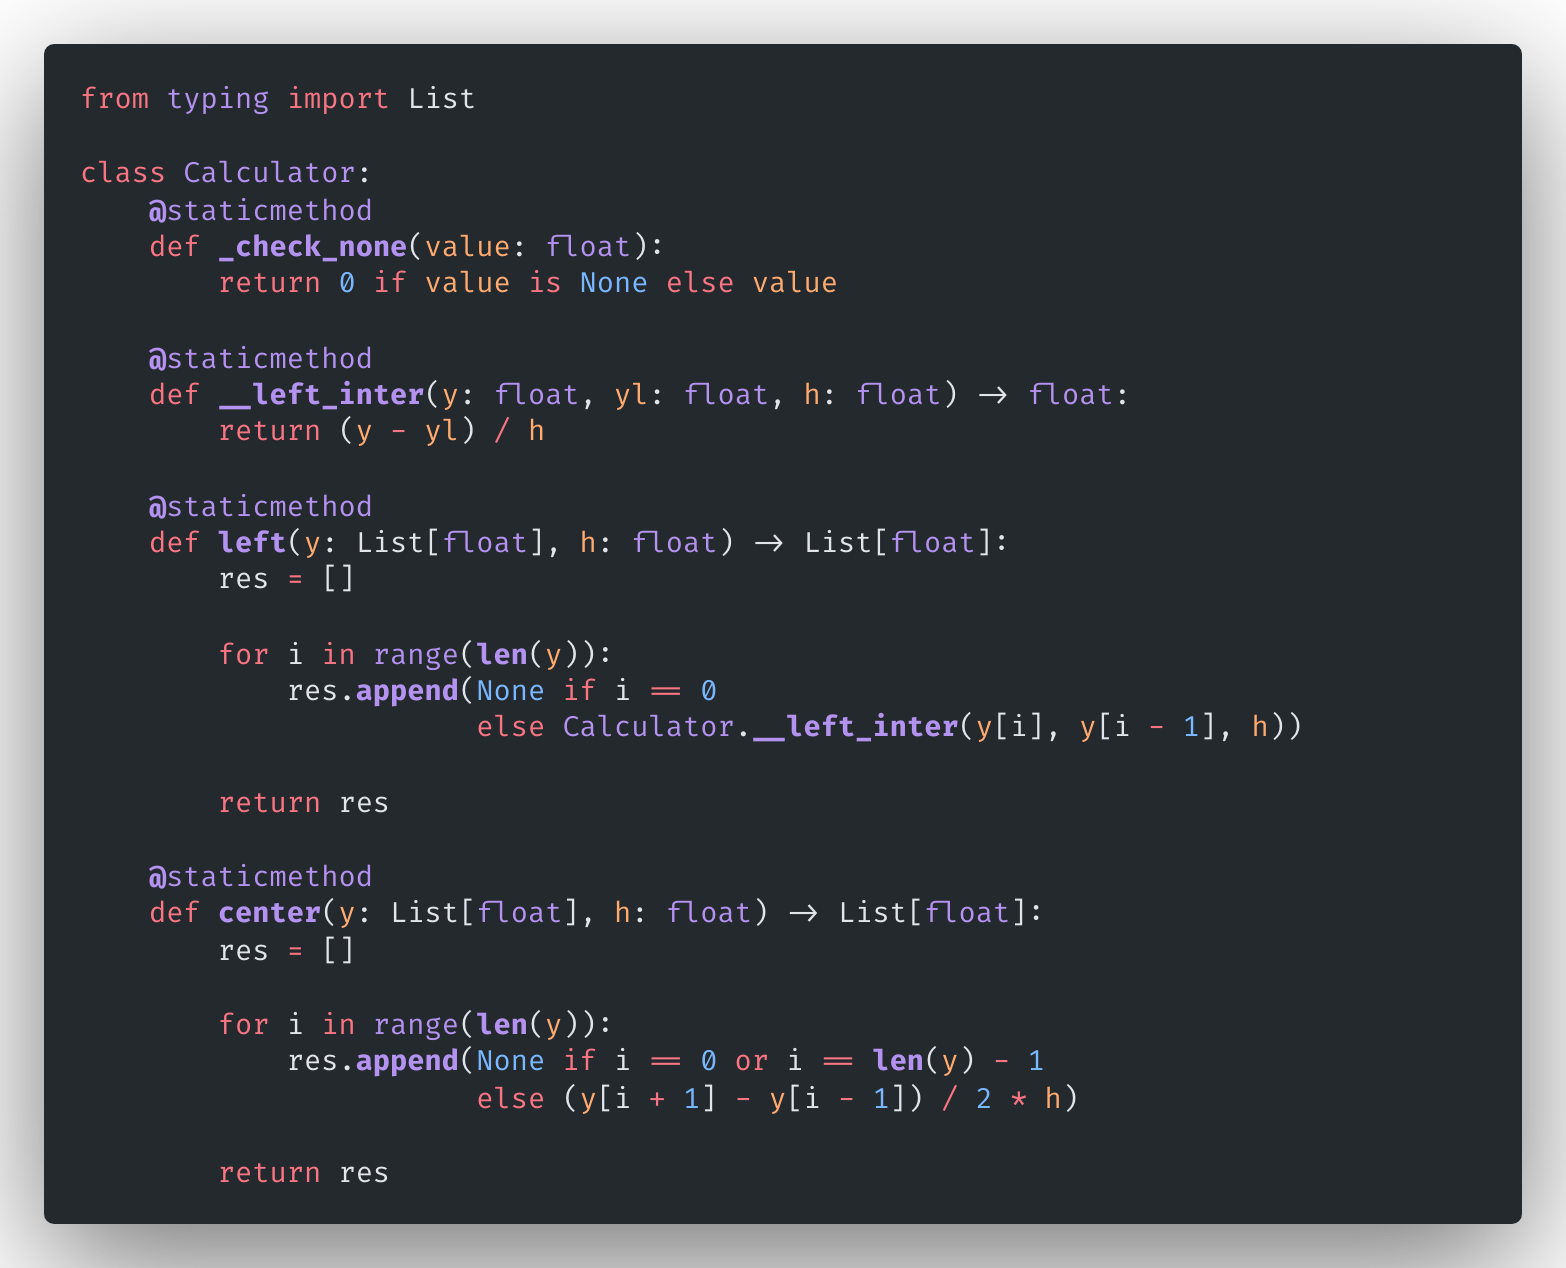 from typing import List

class Calculator:
    @staticmethod
    def _check_none(value: float):
        return 0 if value is None else value

    @staticmethod
    def __left_inter(y: float, yl: float, h: float) -> float:
        return (y - yl) / h

    @staticmethod
    def left(y: List[float], h: float) -> List[float]:
        res = []

        for i in range(len(y)):
            res.append(None if i == 0
                       else Calculator.__left_inter(y[i], y[i - 1], h))

        return res

    @staticmethod
    def center(y: List[float], h: float) -> List[float]:
        res = []

        for i in range(len(y)):
            res.append(None if i == 0 or i == len(y) - 1
                       else (y[i + 1] - y[i - 1]) / 2 * h)

        return res